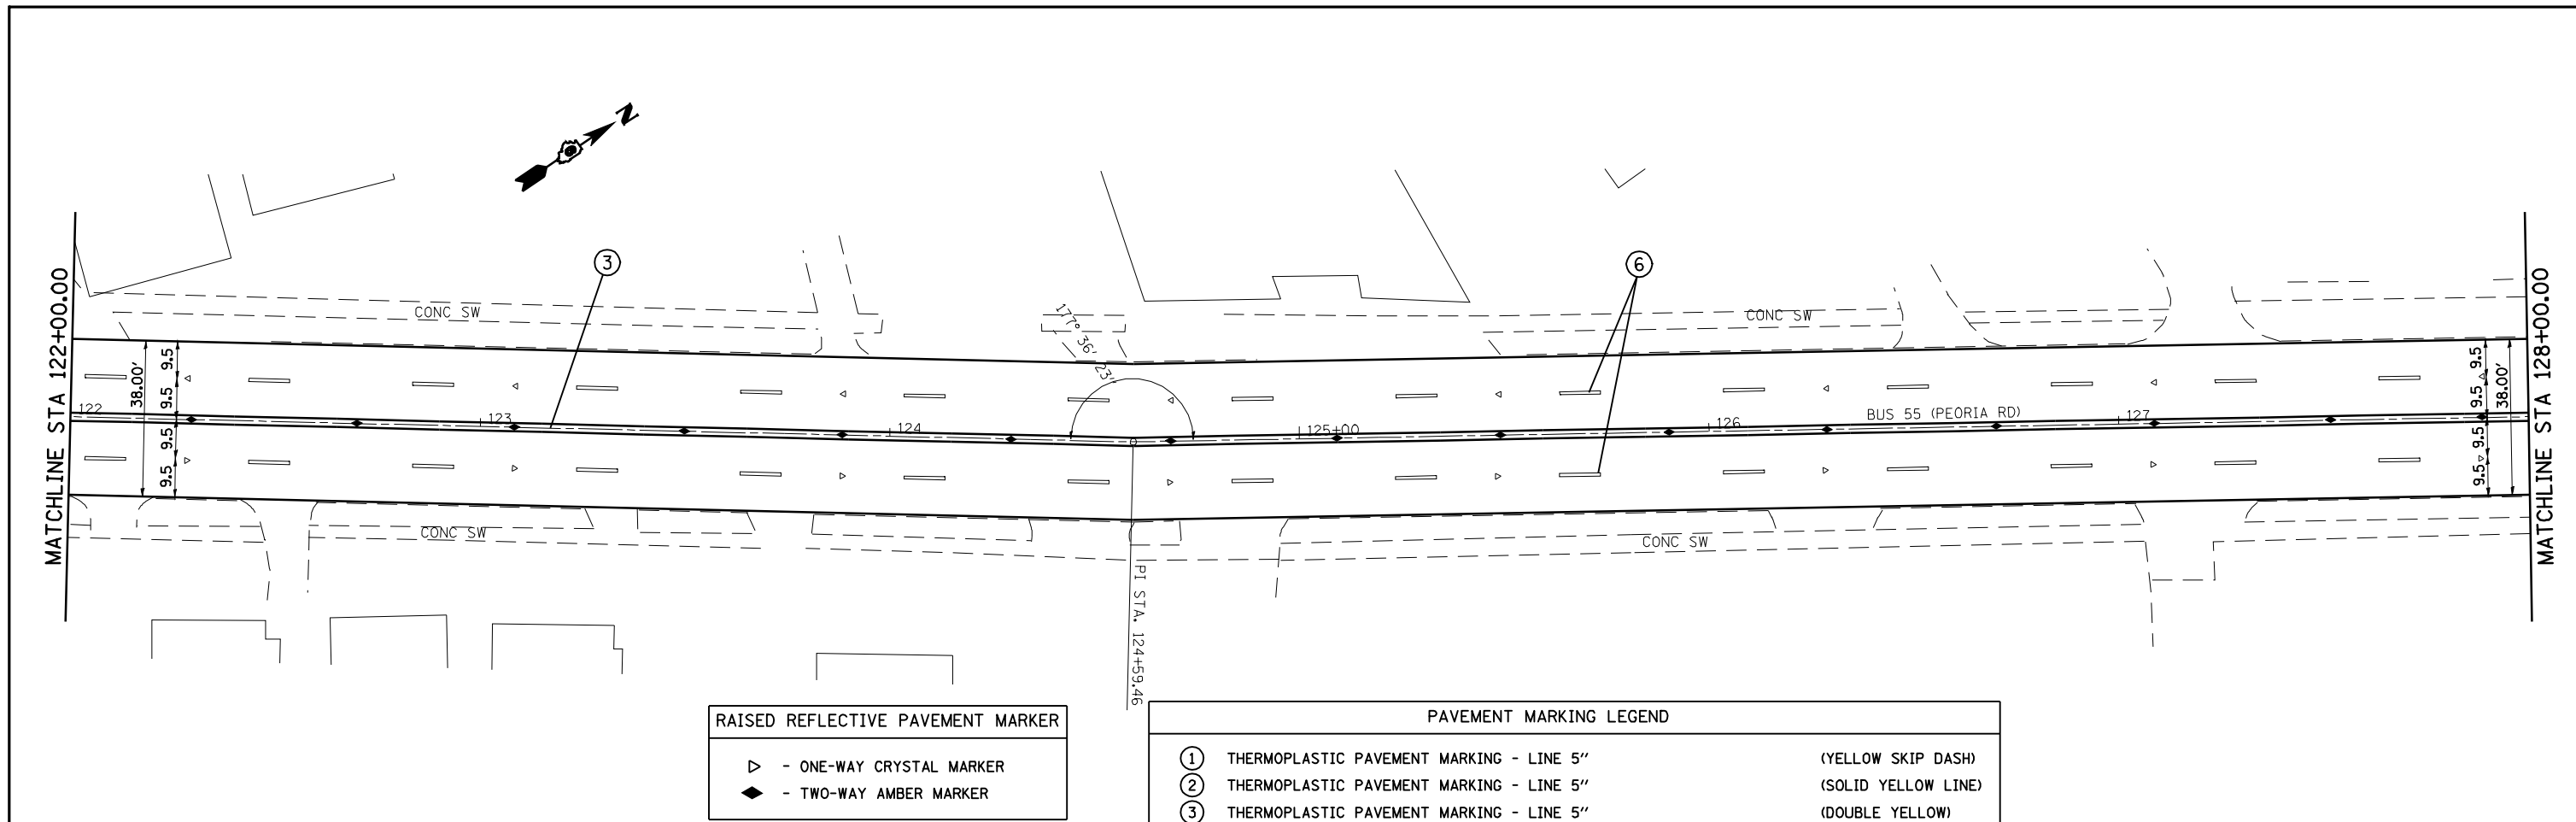 N
3
6
MATCHLINE STA 122+00.00
MATCHLINE STA 128+00.00
CONC SW
CONC SW
177° 36' 23"
38.00'
9.5
9.5
9.5
9.5
9.5
9.5
9.5
9.5
38.00'
122
123
124
125+00
126
BUS 55 (PEORIA RD)
127
CONC SW
CONC SW
PI STA. 124+59.46
RAISED REFLECTIVE PAVEMENT MARKER
- ONE-WAY CRYSTAL MARKER
- TWO-WAY AMBER MARKER
PAVEMENT MARKING LEGEND
1 THERMOPLASTIC PAVEMENT MARKING - LINE 5" (YELLOW SKIP DASH)
2 THERMOPLASTIC PAVEMENT MARKING - LINE 5" (SOLID YELLOW LINE)
3 THERMOPLASTIC PAVEMENT MARKING - LINE 5" (DOUBLE YELLOW)